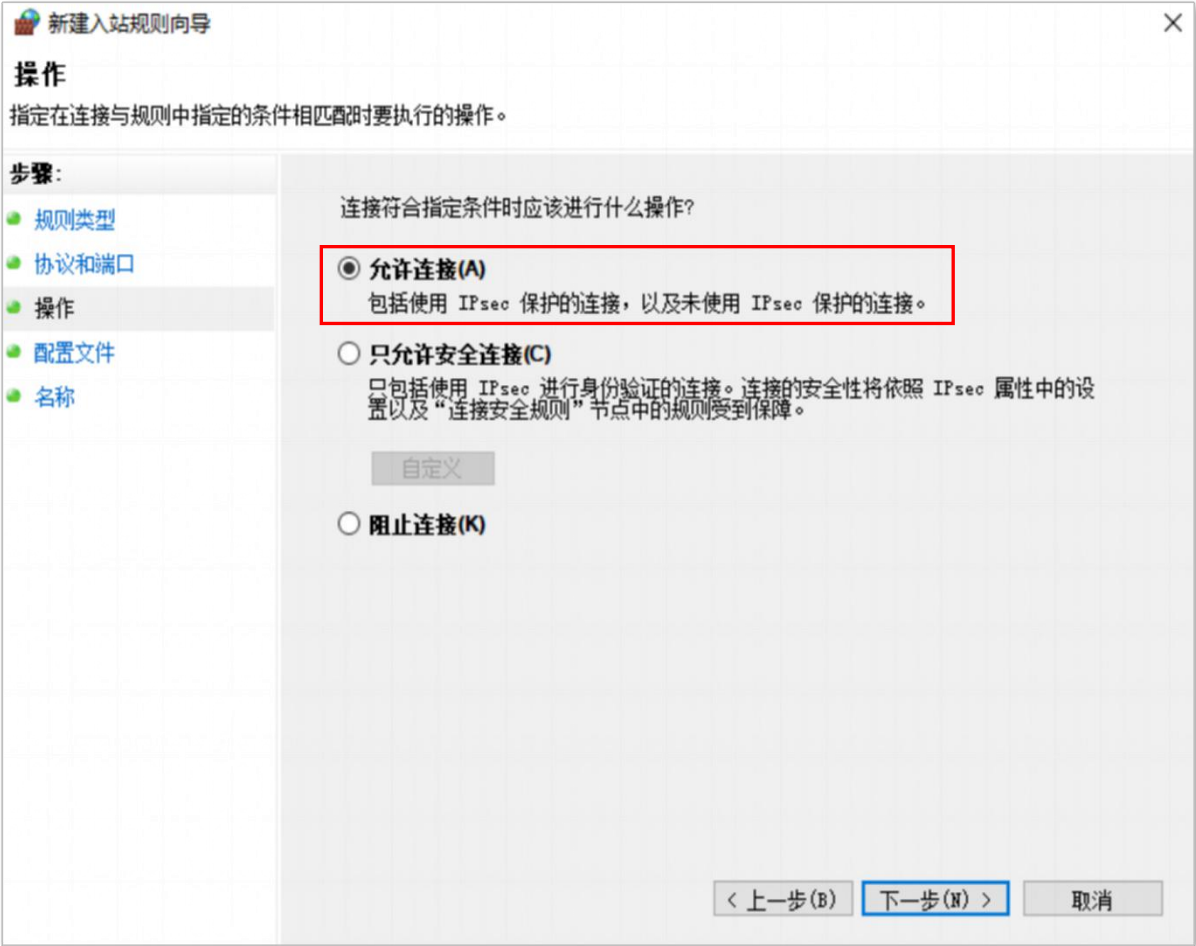 新建入站规则向导
操作
指定在连接与规则中指定的条件相匹配时要执行的操作。
步骤:
规则类型
协议和端口
操作
配置文件
名称
连接符合指定条件时应该进行什么操作?
允许连接(A)
包括使用 IPsec 保护的连接，以及未使用 IPsec 保护的连接。
只允许安全连接(C)
只包括使用 IPsec 进行身份验证的连接。连接的安全性将依照 IPsec 属性中的设
置以及“连接安全规则”节点中的规则受到保障。
自定义
阻止连接(K)
< 上一步(B)
下一步(N) >
取消